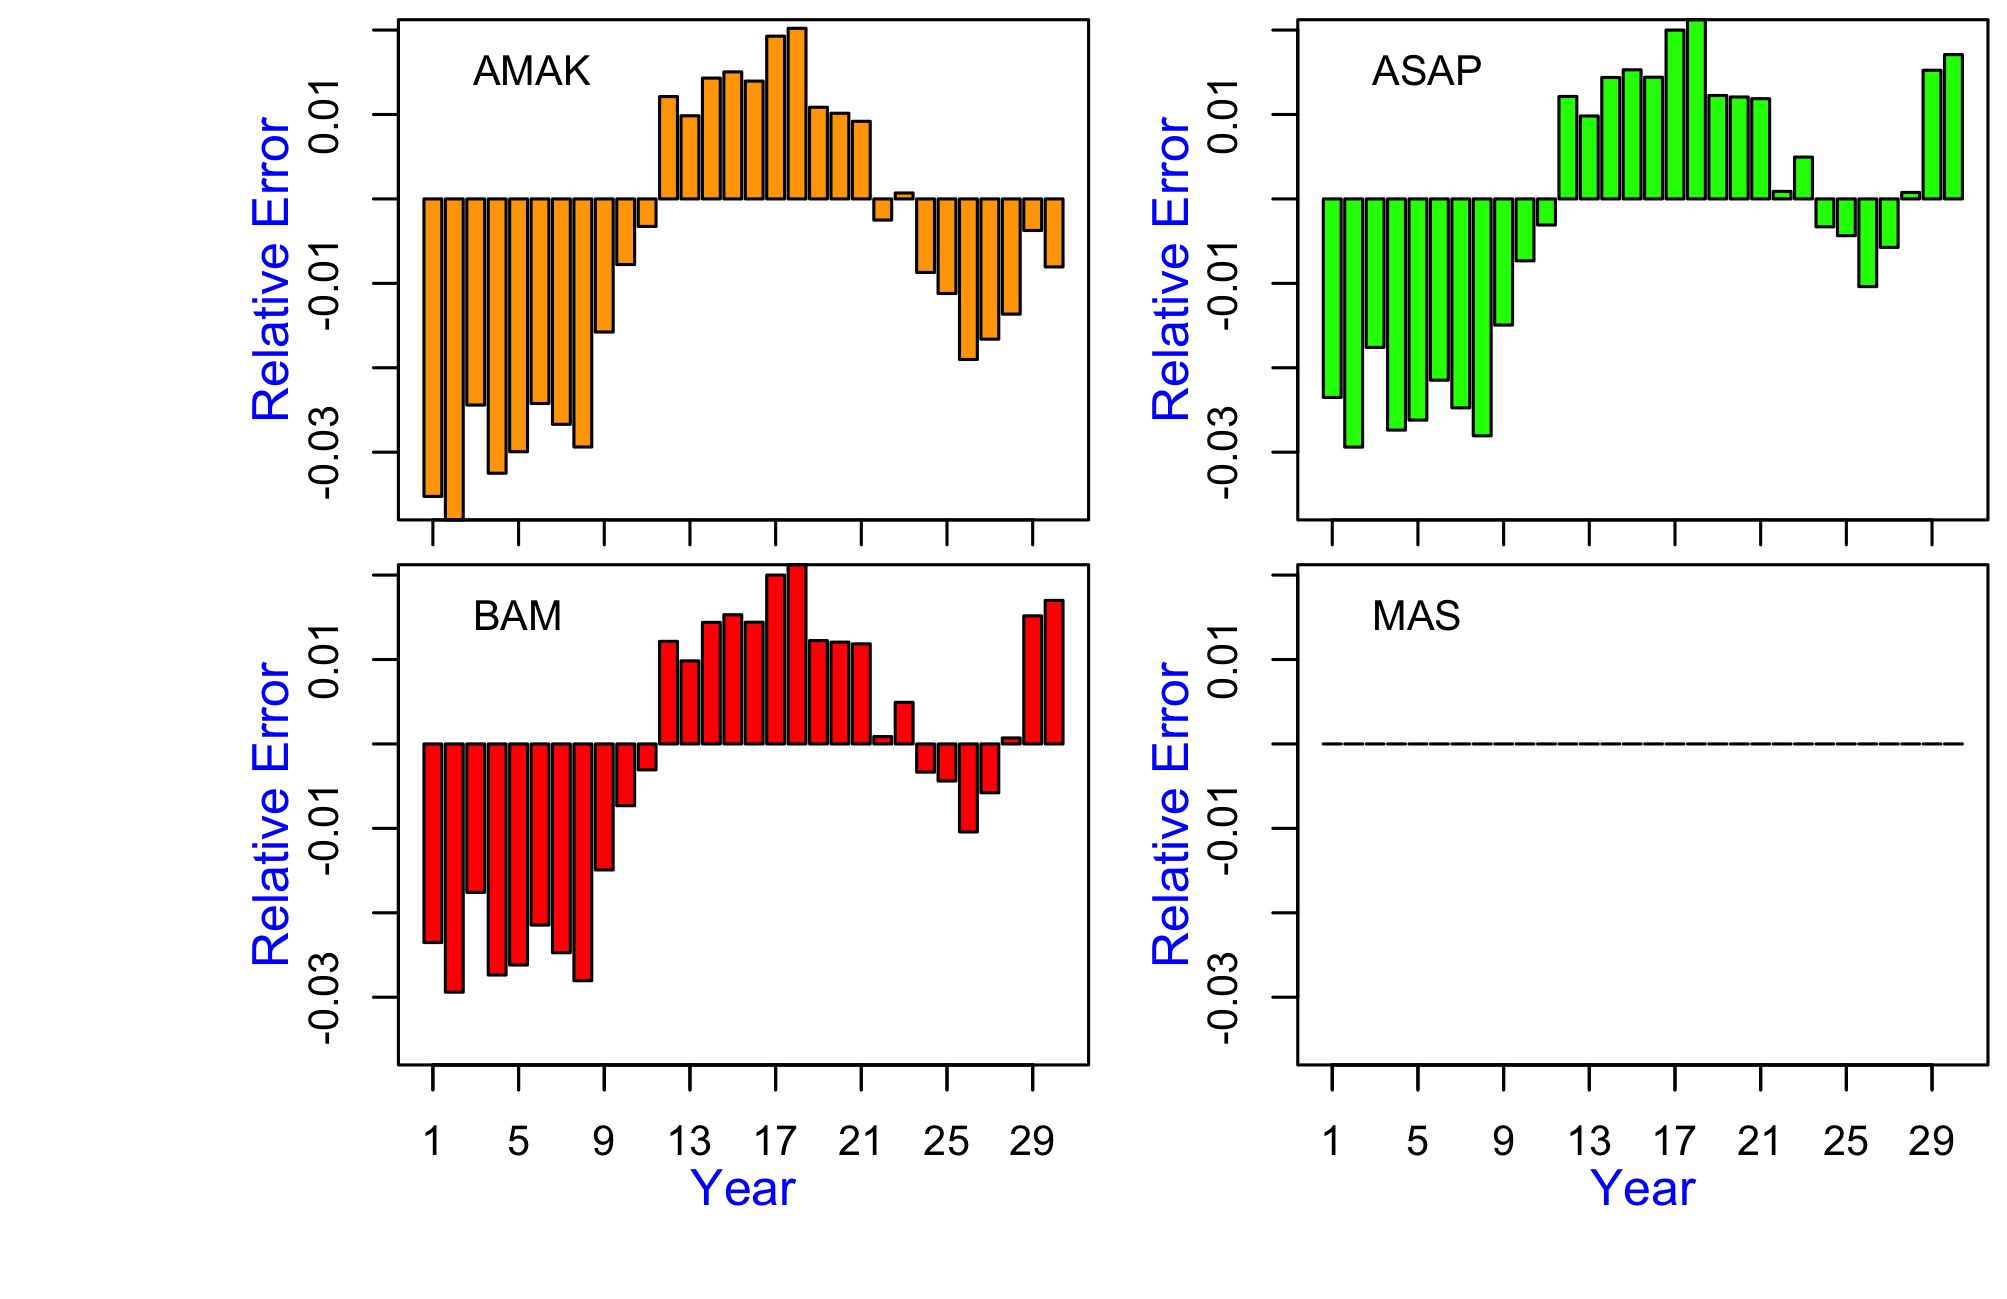 AMAK
Relative Error
0.01
-0.01
-0.03
ASAP
Relative Error
0.01
-0.01
-0.03
BAM
Relative Error
0.01
-0.01
-0.03
1 5 9 13 17 21 25 29
Year
MAS
Relative Error
0.01
-0.01
-0.03
1 5 9 13 17 21 25 29
Year